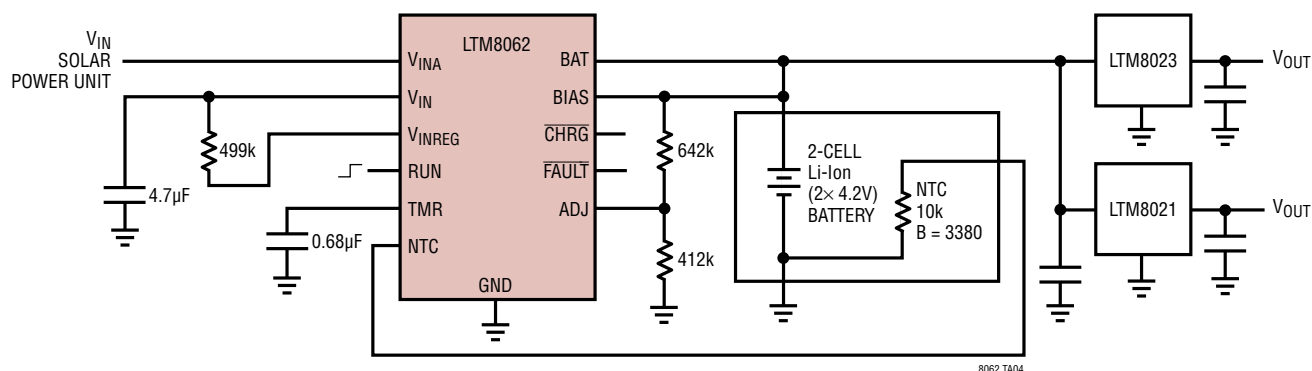 VIN
SOLAR
POWER UNIT
LTM8062
VINA
VIN
VINREG
RUN
TMR
NTC
GND
BAT
BIAS
CHRG
FAULT
ADJ
499k
4.7µF
0.68µF
642k
412k
2-CELL
Li-Ion
(2× 4.2V)
BATTERY
NTC
10k
B = 3380
LTM8023
VOUT
LTM8021
VOUT
8062 TA04